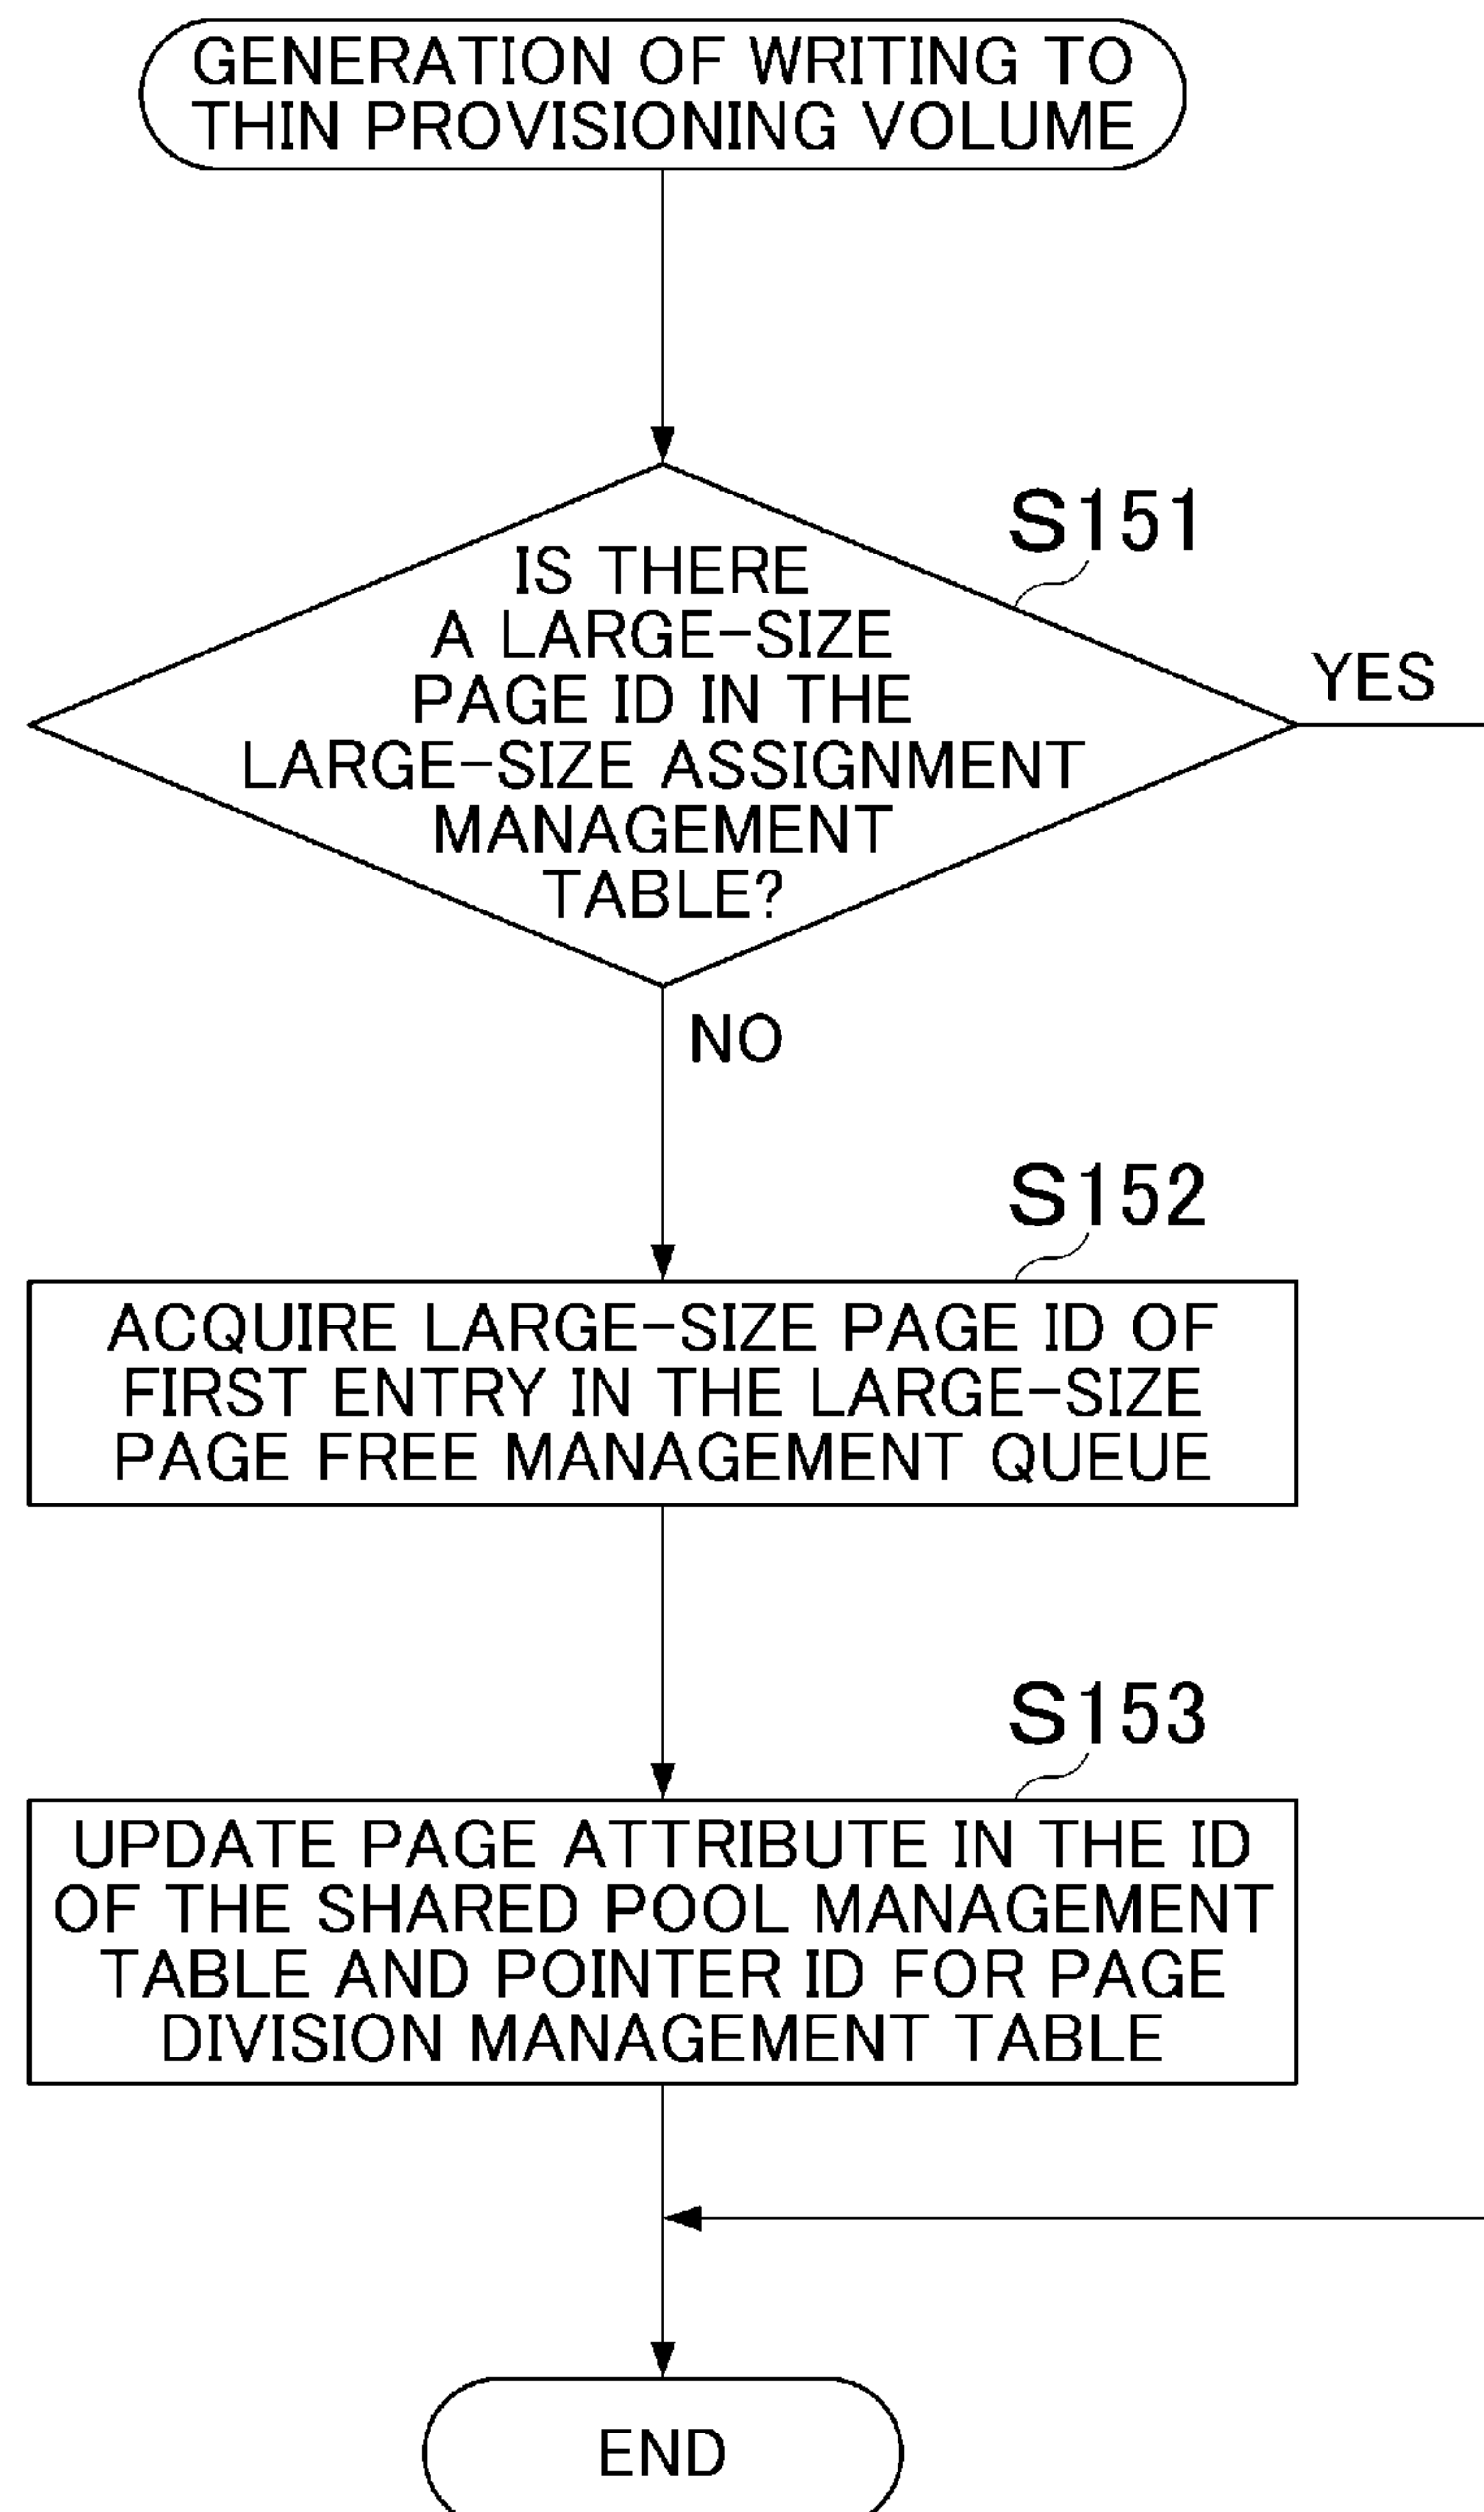 GENERATION OF WRITING TO
THIN PROVISIONING VOLUME
S151
IS THERE
A LARGE-SIZE
PAGE ID IN THE
LARGE-SIZE ASSIGNMENT
MANAGEMENT
TABLE?
YES
NO
S152
ACQUIRE LARGE-SIZE PAGE ID OF
FIRST ENTRY IN THE LARGE-SIZE
PAGE FREE MANAGEMENT QUEUE
S153
UPDATE PAGE ATTRIBUTE IN THE ID
OF THE SHARED POOL MANAGEMENT
TABLE AND POINTER ID FOR PAGE
DIVISION MANAGEMENT TABLE
END